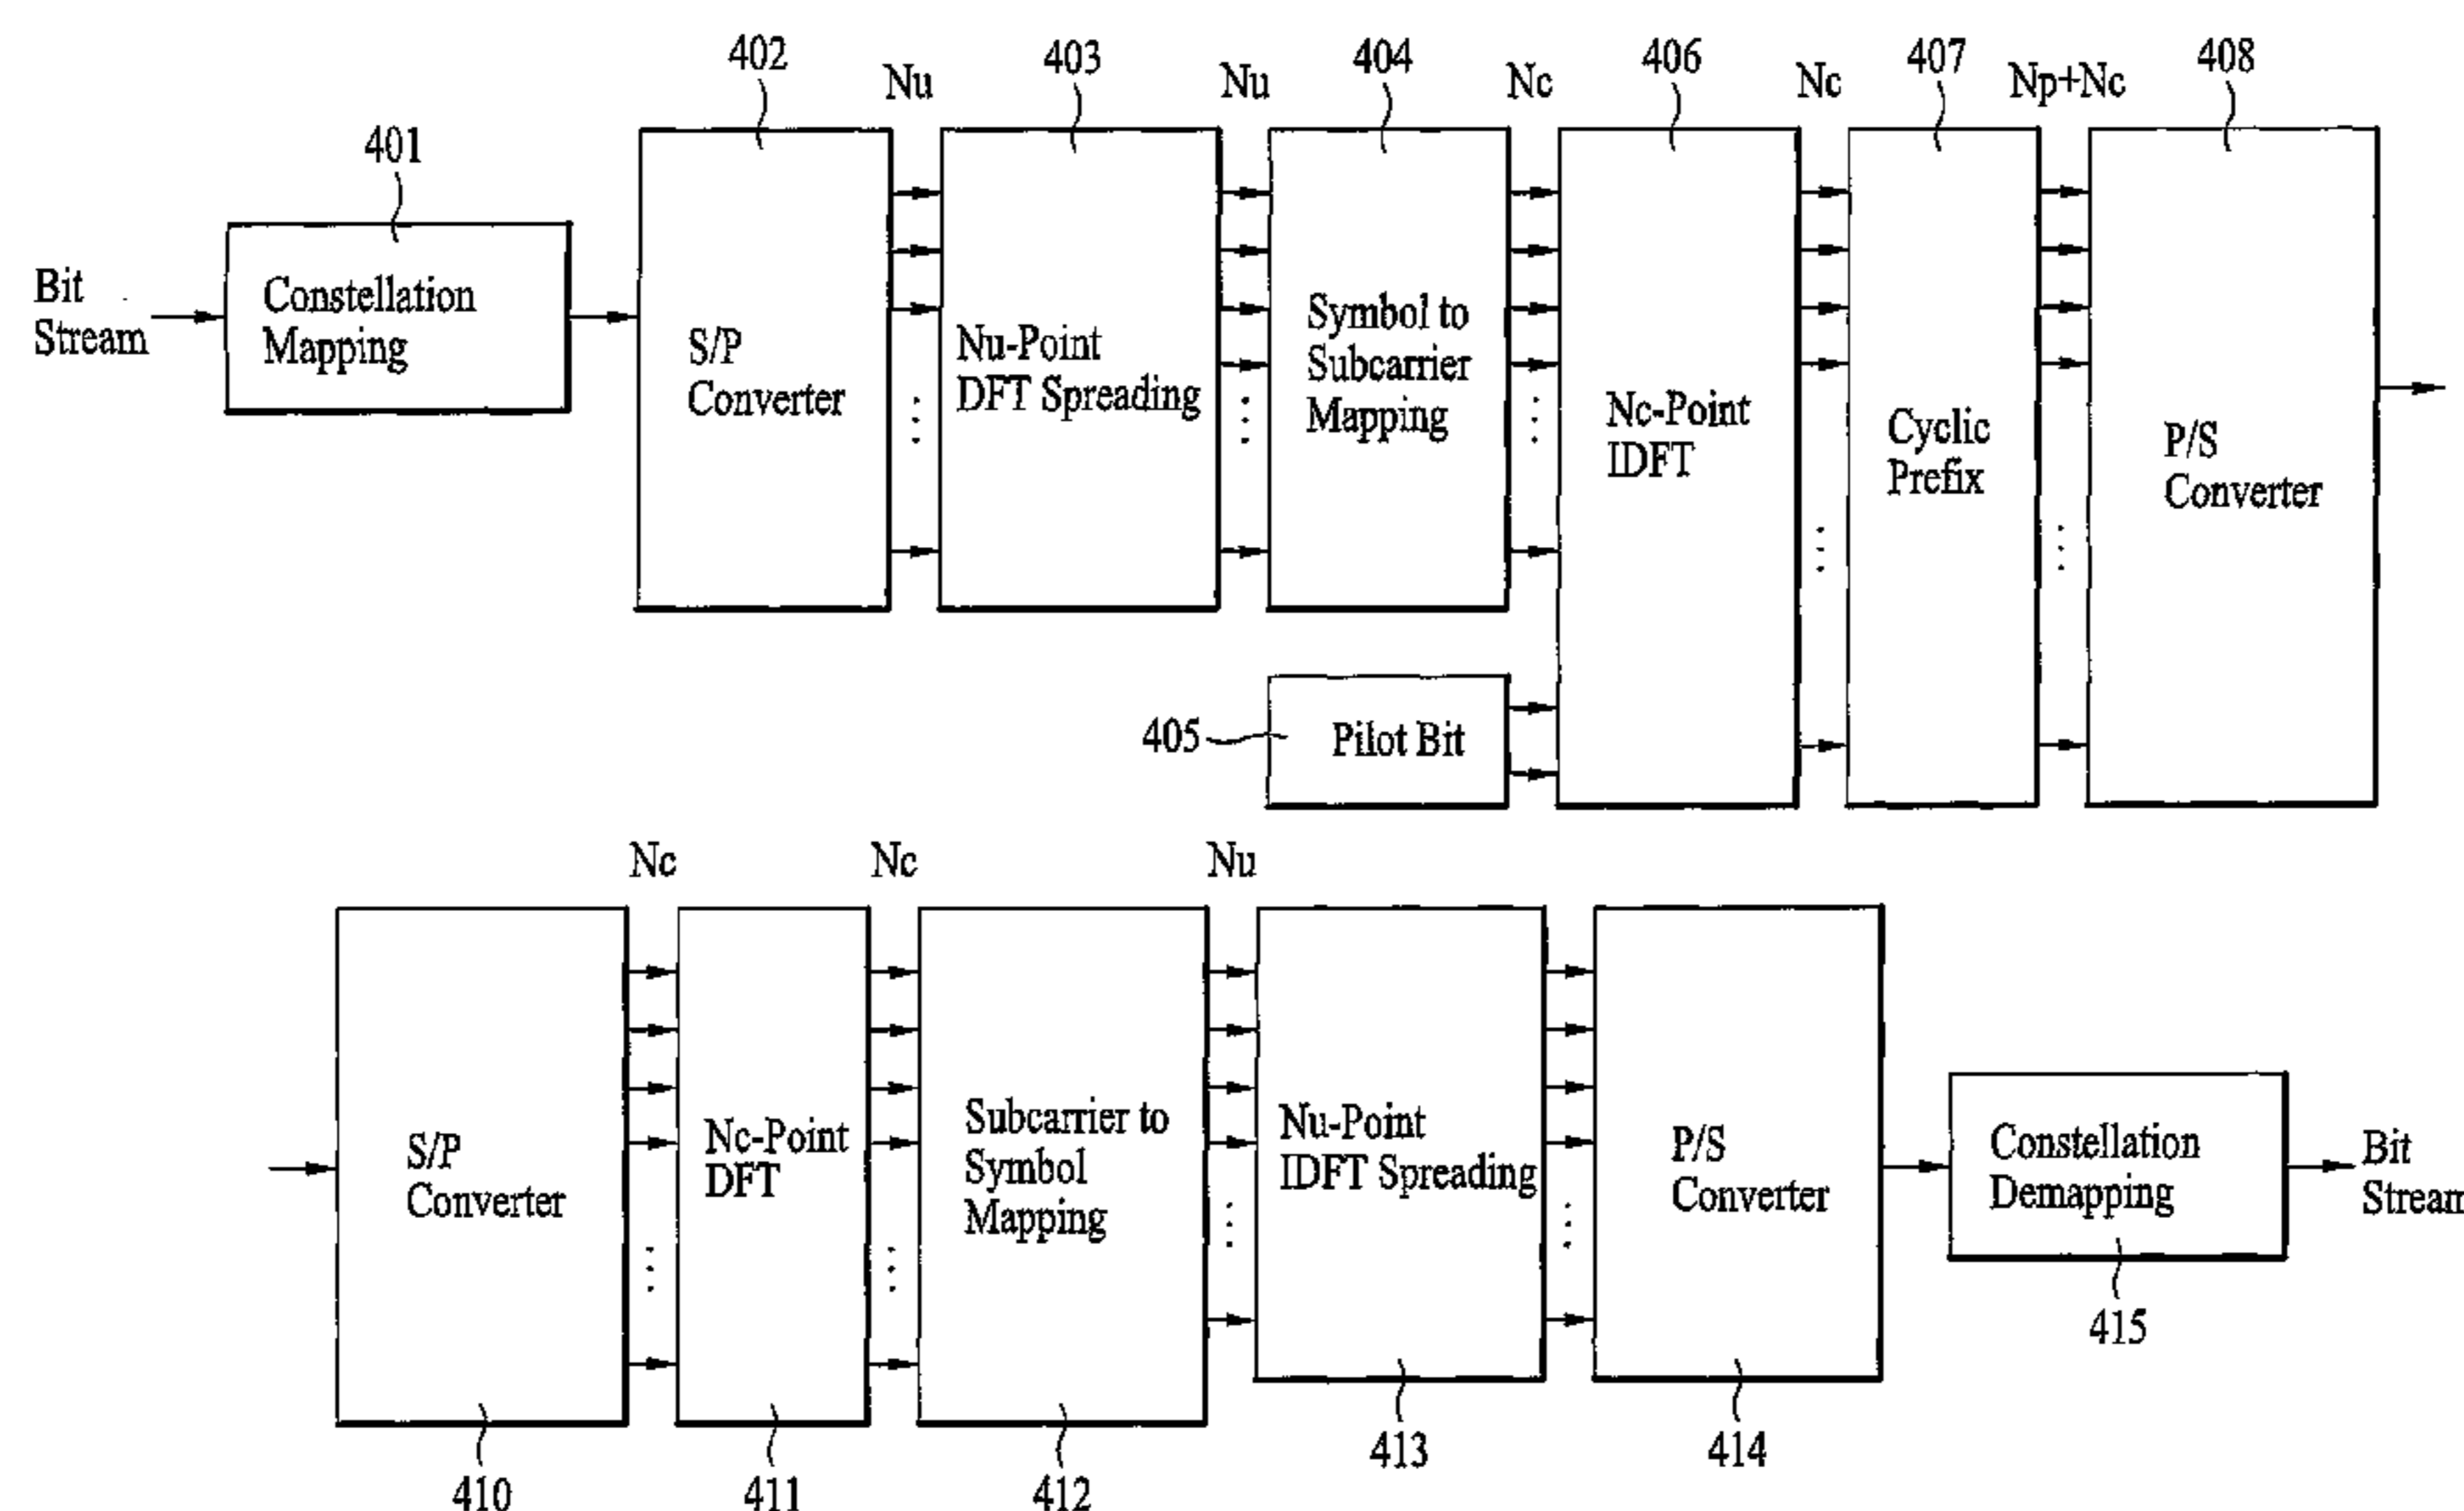 402
Nu
403
Nu
404
Nc
406
Nc
407
Np+Nc
408
401
Bit
Stream
Constellation
Mapping
S/P
Converter
Nu-Point
DFT Spreading
Symbol to
Subcarrier
Mapping
Nc-Point
IDFT
Cyclic
Prefix
P/S
Converter
405
Pilot Bit
Nc
Nc
Nu
S/P
Converter
Nc-Point
DFT
Subcarrier to
Symbol
Mapping
Nu-Point
IDFT Spreading
P/S
Converter
Constellation
Demapping
Bit
Stream
410
411
412
413
414
415